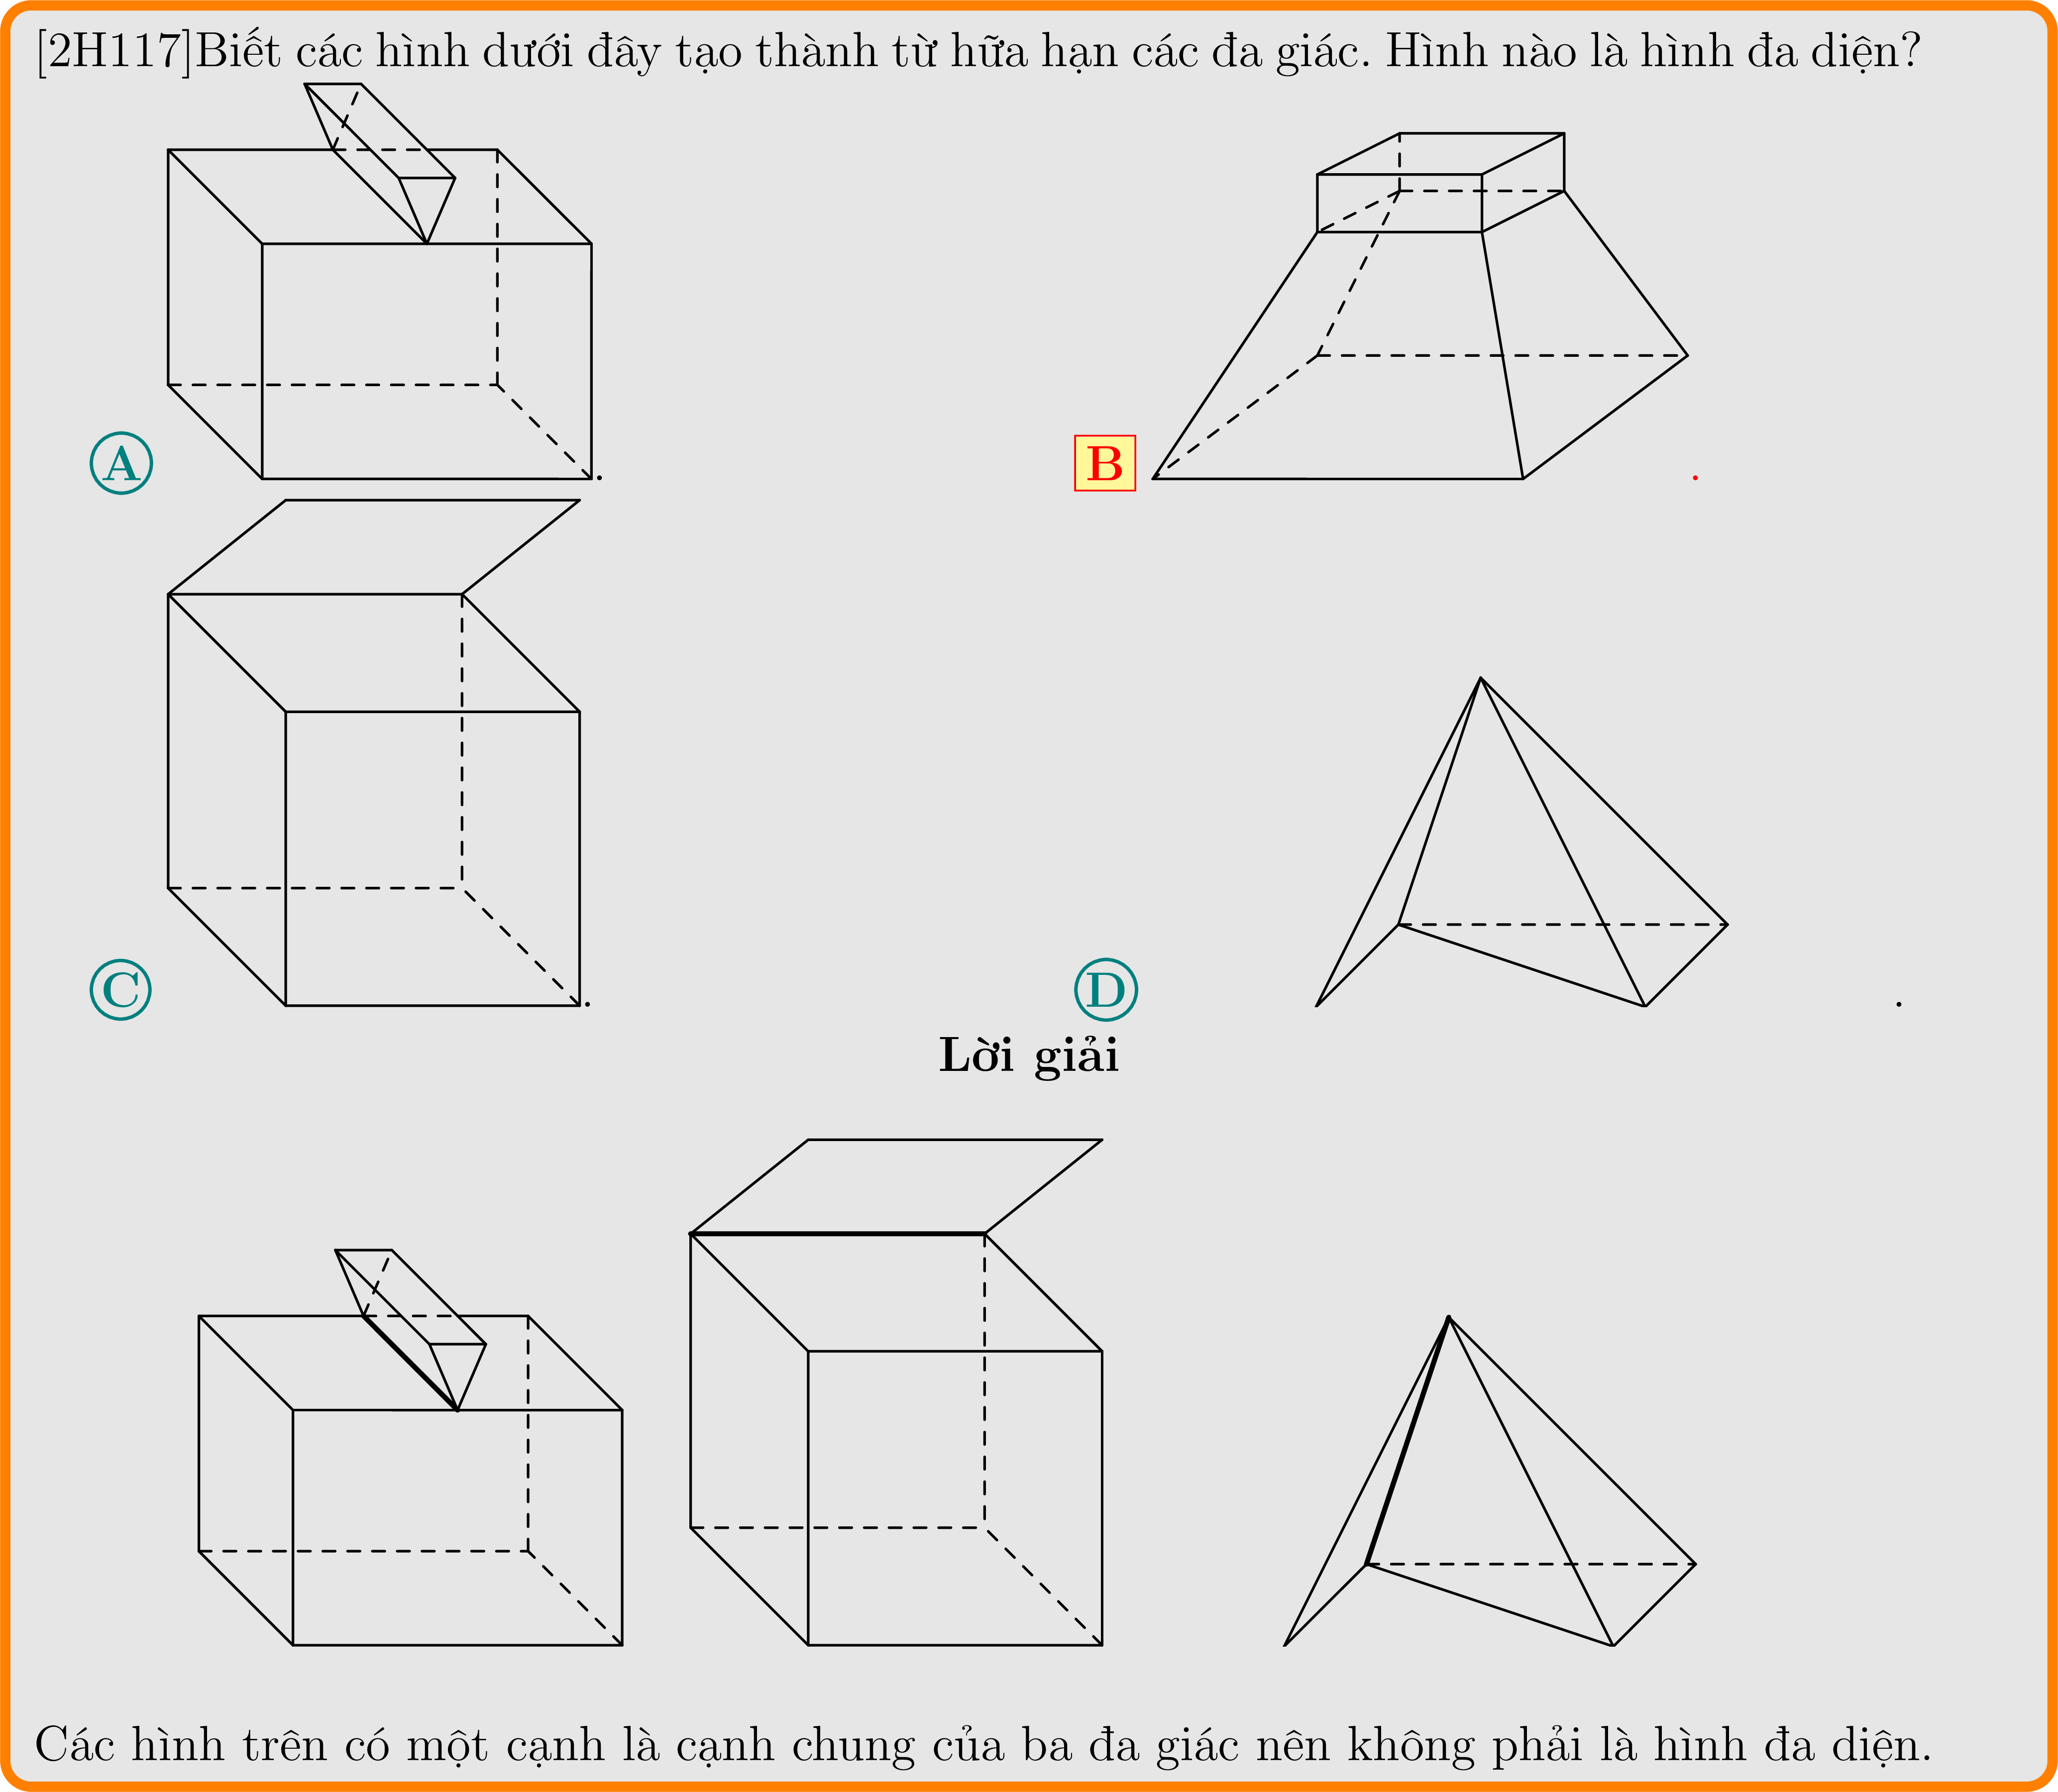 [2H117]Biết các hình dưới đây tạo thành từ hữa hạn các đa giác. Hình nào là hình đa diện?
A .
B .
C .
D .
Lời giải
Các hình trên có một cạnh là cạnh chung của ba đa giác nên không phải là hình đa diện.